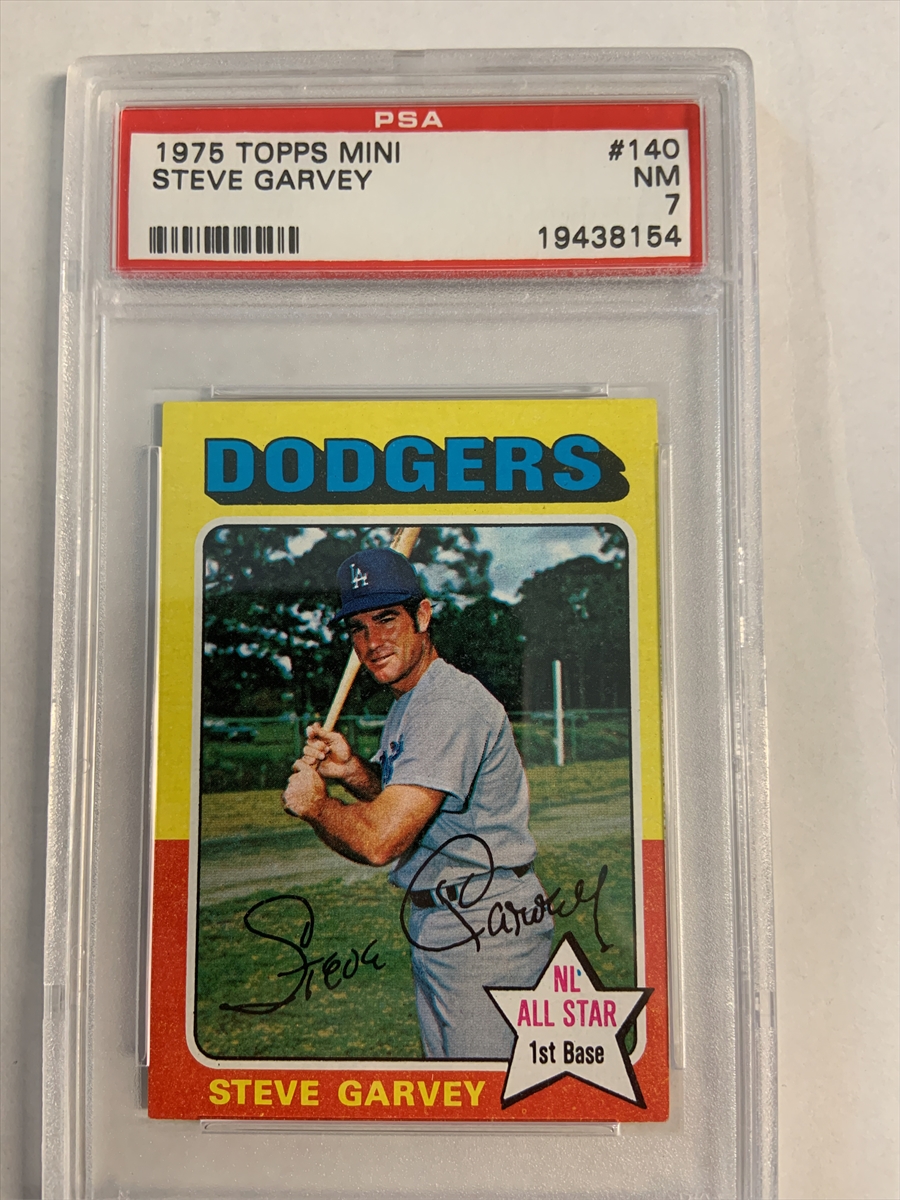 PSA
1975 TOPPS MINI #140
STEVE GARVEY NM
7
19438154
DODGERS
LA
Steve Garvey
NL
ALL STAR
1st Base
STEVE GARVEY